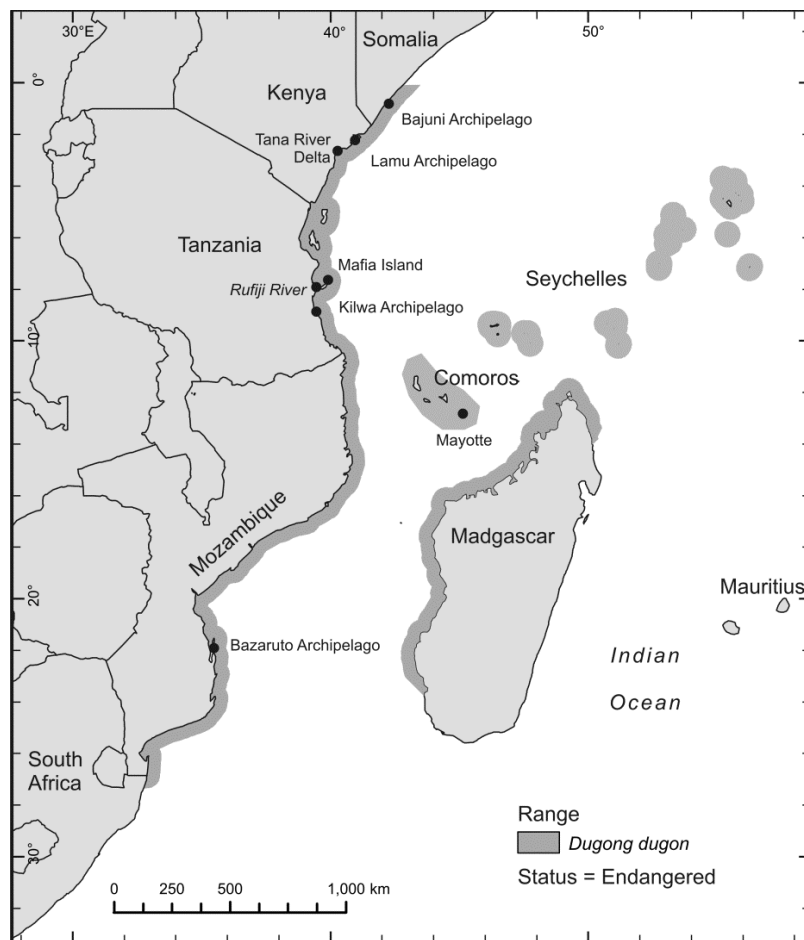 30°E
40°
50°
Somalia
0°
Kenya
Bajuni Archipelago
Tana River
Delta
Lamu Archipelago
Tanzania
Mafia Island
Rufiji River
Seychelles
Kilwa Archipelago
10°
Comoros
Mayotte
Mozambique
Madgascar
20°
Mauritius
Bazaruto Archipelago
Indian
Ocean
South
Africa
Range
Dugong dugon
Status = Endangered
30°
0 250 500 1,000 km